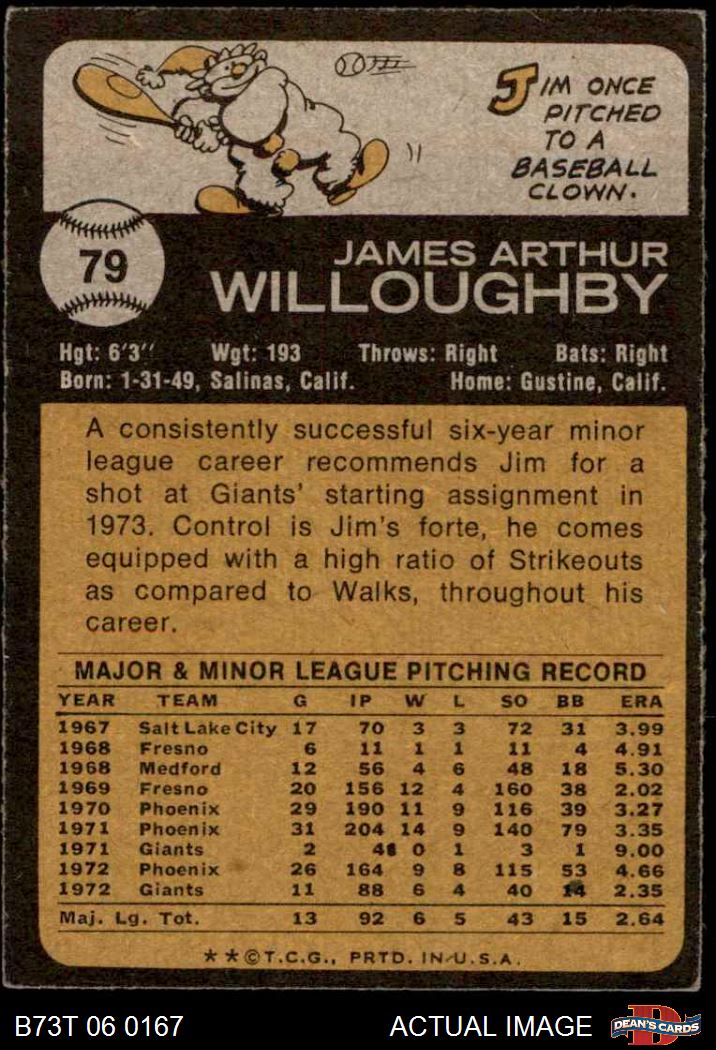 JIM ONCE
PITCHED
TO A
BASEBALL
CLOWN.
79
JAMES ARTHUR
WILLOUGHBY
Hgt: 6'3" Wgt: 193 Throws: Right Bats: Right
Born: 1-31-49, Salinas, Calif. Home: Gustine, Calif.
A consistently successful six-year minor
league career recommends Jim for a
shot at Giants' starting assignment in
1973. Control is Jim's forte, he comes
equipped with a high ratio of Strikeouts
as compared to Walks, throughout his
career.
MAJOR & MINOR LEAGUE PITCHING RECORD
YEAR TEAM G IP W L SO BB ERA
1967 Salt Lake City 17 70 3 3 72 31 3.99
1968 Fresno 6 11 1 1 11 4 4.91
1968 Medford 12 56 4 6 48 18 5.30
1969 Fresno 20 156 12 4 160 38 2.02
1970 Phoenix 29 190 11 9 116 39 3.27
1971 Phoenix 31 204 14 9 140 79 3.35
1971 Giants 2 4 0 1 3 1 9.00
1972 Phoenix 26 164 9 8 115 53 4.66
1972 Giants 11 88 6 4 40 14 2.35
Maj. Lg. Tot. 13 92 6 5 43 15 2.64
**©T.C.G., PRTD. IN U.S.A.
B73T 06 0167 ACTUAL IMAGE DEAN'S CARDS